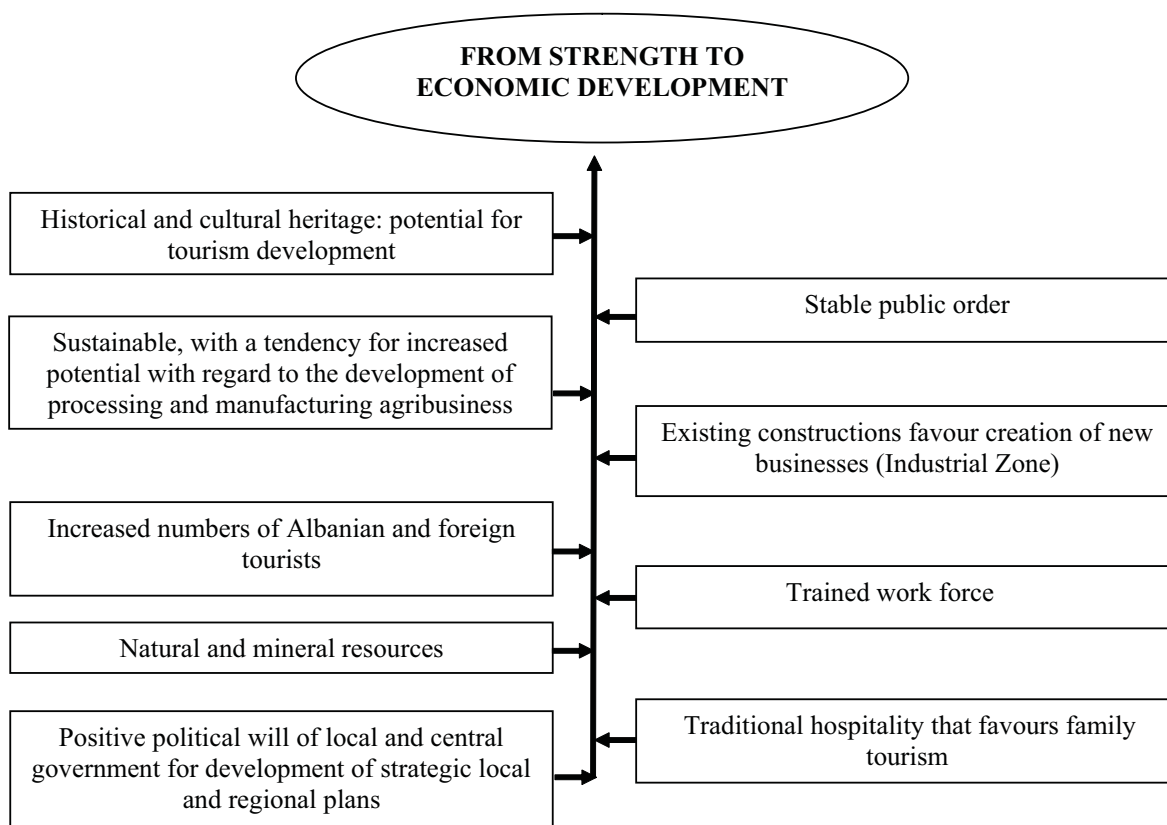 FROM STRENGTH TO
ECONOMIC DEVELOPMENT
Historical and cultural heritage: potential for
tourism development
Stable public order
Sustainable, with a tendency for increased
potential with regard to the development of
processing and manufacturing agribusiness
Existing constructions favour creation of new
businesses (Industrial Zone)
Increased numbers of Albanian and foreign
tourists
Trained work force
Natural and mineral resources
Traditional hospitality that favours family
tourism
Positive political will of local and central
government for development of strategic local
and regional plans